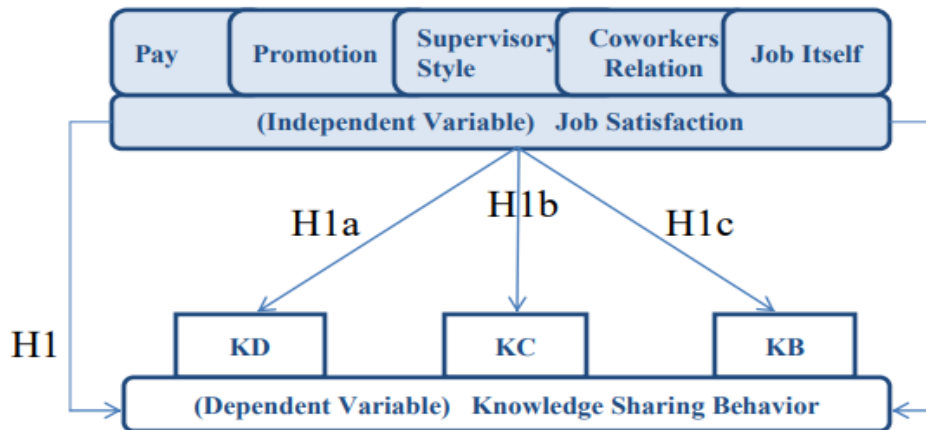 Pay
Promotion
Supervisory
Style
Coworkers
Relation
Job Itself
(Independent Variable) Job Satisfaction
H1a
H1b
H1c
H1
KD
KC
KB
(Dependent Variable) Knowledge Sharing Behavior